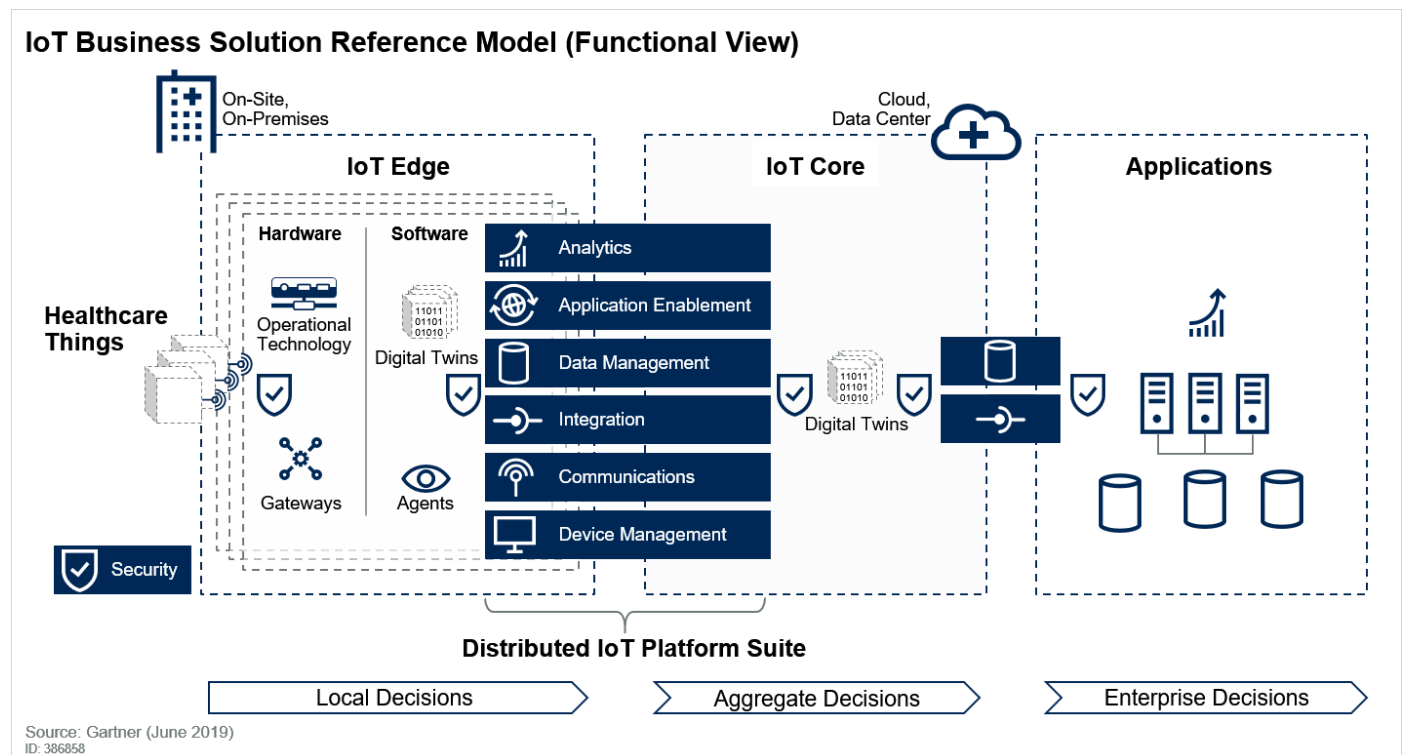 IoT Business Solution Reference Model (Functional View)
On-Site,
On-Premises
Cloud,
Data Center
IoT Edge
IoT Core
Applications
Hardware
Software
Healthcare
Things
Operational
Technology
Gateways
11011
01101
01010
Digital Twins
Agents
Analytics
Application Enablement
Data Management
Integration
Communications
Device Management
11011
01101
01010
Digital Twins
Security
Distributed IoT Platform Suite
Local Decisions
Aggregate Decisions
Enterprise Decisions
Source: Gartner (June 2019)
ID: 386858